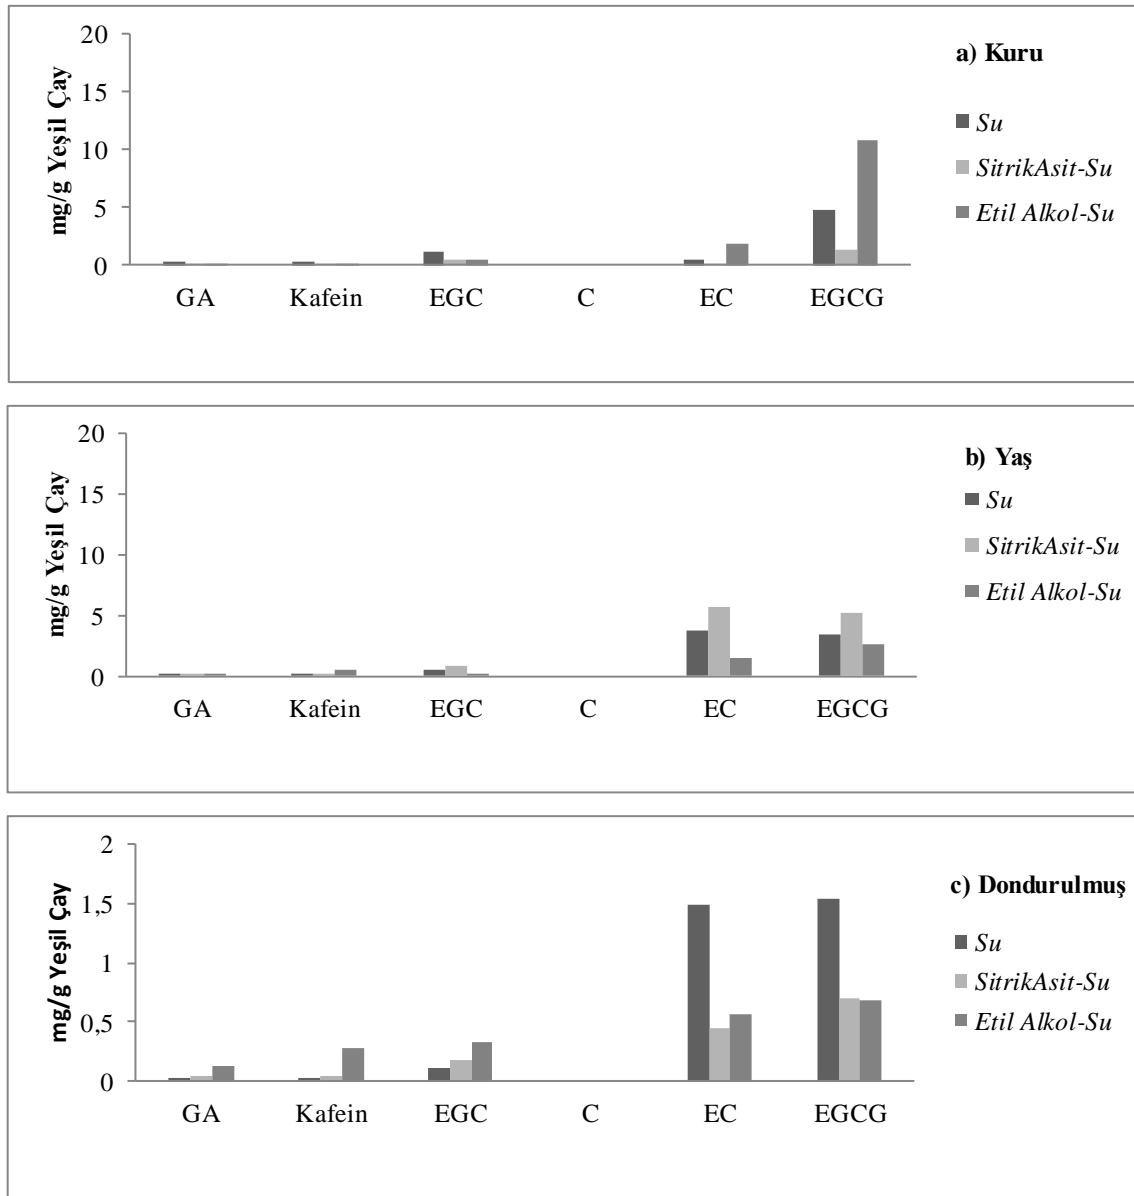 mg/g Yeşil Çay
20
15
10
5
0
GA Kafein EGC C EC EGCG
a) Kuru
Su
SitrikAsit-Su
Etil Alkol-Su
mg/g Yeşil Çay
20
15
10
5
0
GA Kafein EGC C EC EGCG
b) Yaş
Su
SitrikAsit-Su
Etil Alkol-Su
mg/g Yeşil Çay
2
1,5
1
0,5
0
GA Kafein EGC C EC EGCG
c) Dondurulmuş
Su
SitrikAsit-Su
Etil Alkol-Su